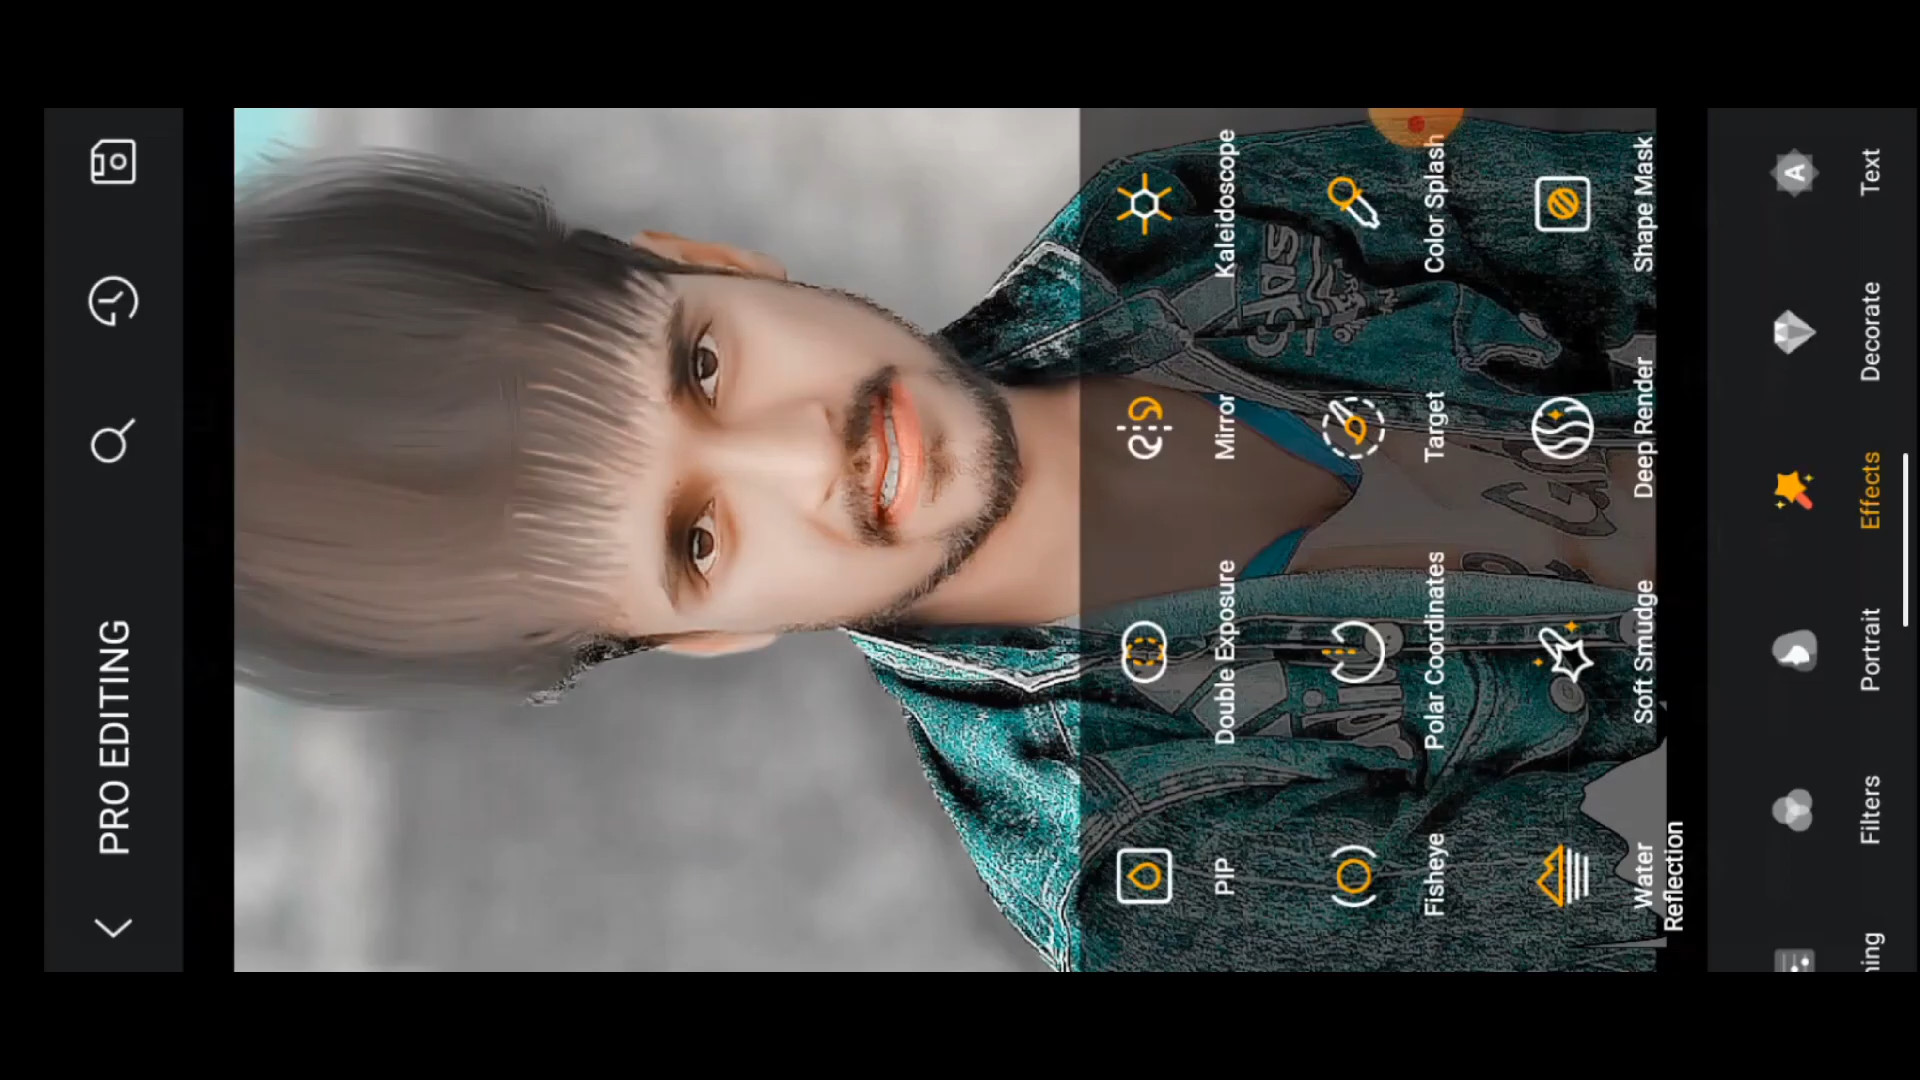 PRO EDITING
PIP
Double Exposure
Mirror
Kaleidoscope
Fisheye
Polar Coordinates
Target
Color Splash
Water
Reflection
Soft Smudge
Deep Render
Shape Mask
Filters
Portrait
Effects
Decorate
Text
A